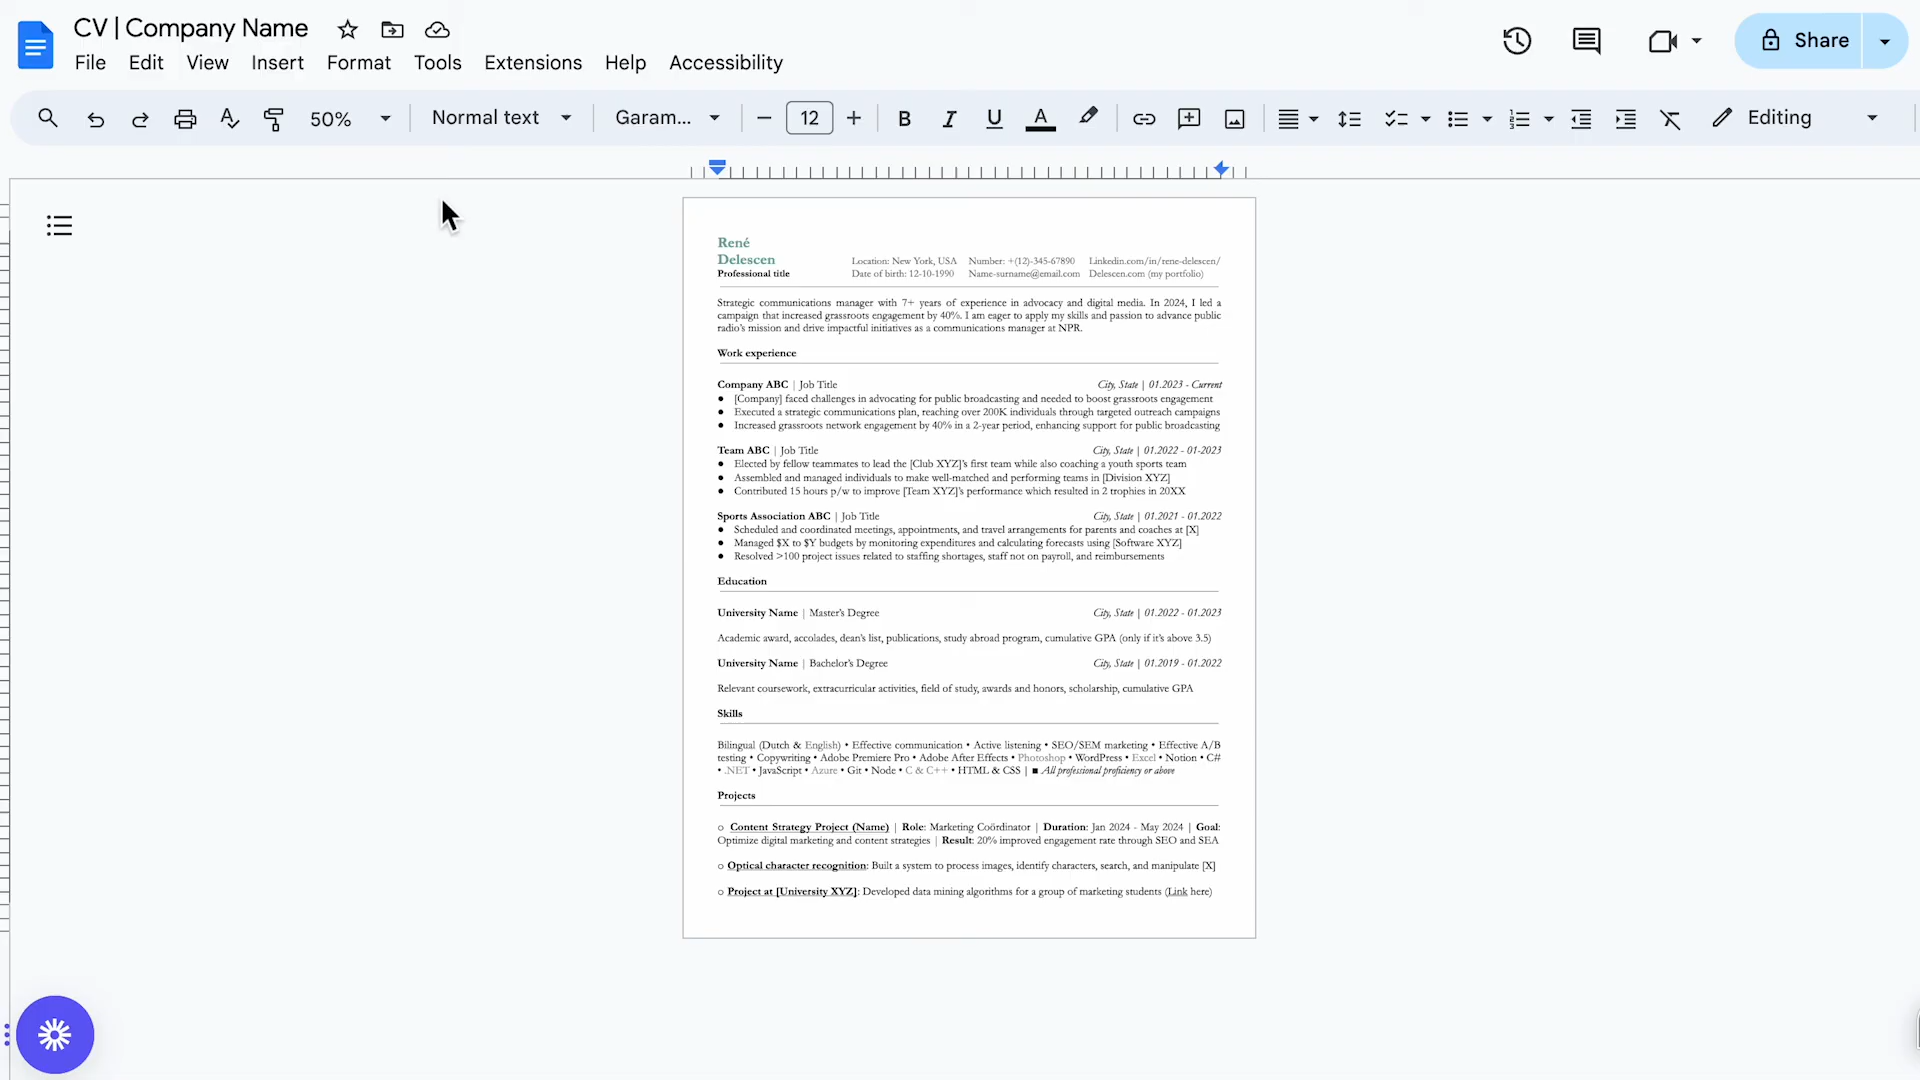 CV | Company Name
Share
File Edit View Insert Format Tools Extensions Help Accessibility
50% Normal text Garam... 12 Editing
René
Delescen Location: New York, USA Number: +(12)-345-67890 Linkedin.com/in/rene-delescen/
Professional title Date of birth: 12-10-1990 Name-surname@email.com Delescen.com (my portfolio)
Strategic communications manager with 7+ years of experience in advocacy and digital media. In 2024, I led a
campaign that increased grassroots engagement by 40%. I am eager to apply my skills and passion to advance public
radio's mission and drive impactful initiatives as a communications manager at NPR.
Work experience
Company ABC | Job Title City, State | 01.2023 - Current
● [Company] faced challenges in advocating for public broadcasting and needed to boost grassroots engagement
● Executed a strategic communications plan, reaching over 200K individuals through targeted outreach campaigns
● Increased grassroots network engagement by 40% in a 2-year period, enhancing support for public broadcasting
Team ABC | Job Title City, State | 01.2022 - 01-2023
● Elected by fellow teammates to lead the [Club XYZ]'s first team while also coaching a youth sports team
● Assembled and managed individuals to make well-matched and performing teams in [Division XYZ]
● Contributed 15 hours p/w to improve [Team XYZ]'s performance which resulted in 2 trophies in 20XX
Sports Association ABC | Job Title City, State | 01.2021 - 01.2022
● Scheduled and coordinated meetings, appointments, and travel arrangements for parents and coaches at [X]
● Managed $X to $Y budgets by monitoring expenditures and calculating forecasts using [Software XYZ]
● Resolved >100 project issues related to staffing shortages, staff not on payroll, and reimbursements
Education
University Name | Master's Degree City, State | 01.2022 - 01.2023
Academic award, accolades, dean's list, publications, study abroad program, cumulative GPA (only if it's above 3.5)
University Name | Bachelor's Degree City, State | 01.2019 - 01.2022
Relevant coursework, extracurricular activities, field of study, awards and honors, scholarship, cumulative GPA
Skills
Bilingual (Dutch & English) • Effective communication • Active listening • SEO/SEM marketing • Effective A/B
testing • Copywriting • Adobe Premiere Pro • Adobe After Effects • Photoshop • WordPress • Excel • Notion • C#
• .NET • JavaScript • Azure • Git • Node • C & C++ • HTML & CSS | ■ All professional proficiency or above
Projects
○ Content Strategy Project (Name) | Role: Marketing Coördinator | Duration: Jan 2024 - May 2024 | Goal:
Optimize digital marketing and content strategies | Result: 20% improved engagement rate through SEO and SEA
○ Optical character recognition: Built a system to process images, identify characters, search, and manipulate [X]
○ Project at [University XYZ]: Developed data mining algorithms for a group of marketing students (Link here)